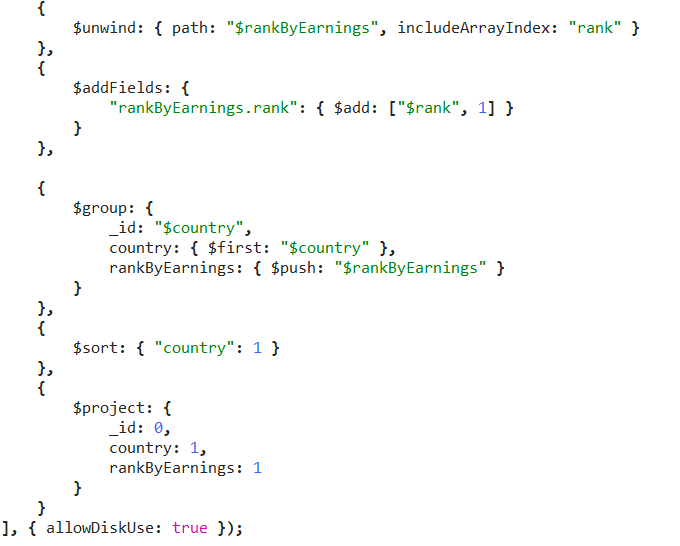 {
        $unwind: { path: "$rankByEarnings", includeArrayIndex: "rank" }
    },
    {
        $addFields: {
            "rankByEarnings.rank": { $add: ["$rank", 1] }
        }
    },

    {
        $group: {
            _id: "$country",
            country: { $first: "$country" },
            rankByEarnings: { $push: "$rankByEarnings" }
        }
    },
    {
        $sort: { "country": 1 }
    },
    {
        $project: {
            _id: 0,
            country: 1,
            rankByEarnings: 1
        }
    }
], { allowDiskUse: true });